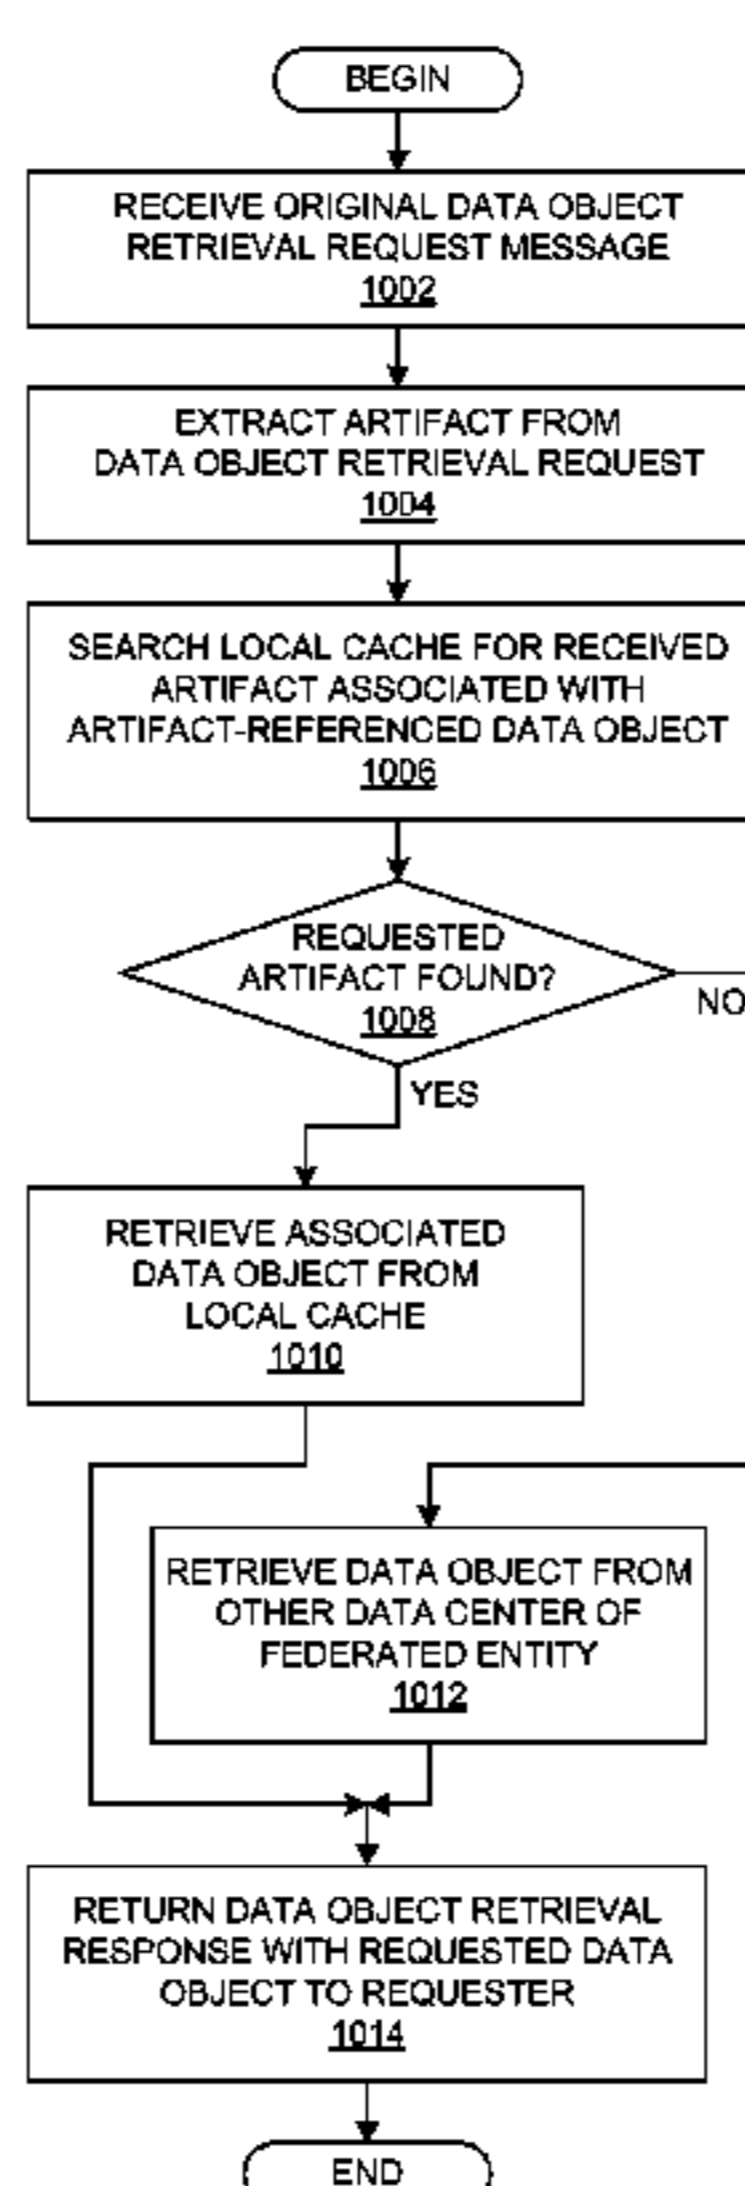 BEGIN
RECEIVE ORIGINAL DATA OBJECT
RETRIEVAL REQUEST MESSAGE
1002
EXTRACT ARTIFACT FROM
DATA OBJECT RETRIEVAL REQUEST
1004
SEARCH LOCAL CACHE FOR RECEIVED
ARTIFACT ASSOCIATED WITH
ARTIFACT-REFERENCED DATA OBJECT
1006
REQUESTED
ARTIFACT FOUND?
1008
NO
YES
RETRIEVE ASSOCIATED
DATA OBJECT FROM
LOCAL CACHE
1010
RETRIEVE DATA OBJECT FROM
OTHER DATA CENTER OF
FEDERATED ENTITY
1012
RETURN DATA OBJECT RETRIEVAL
RESPONSE WITH REQUESTED DATA
OBJECT TO REQUESTER
1014
END